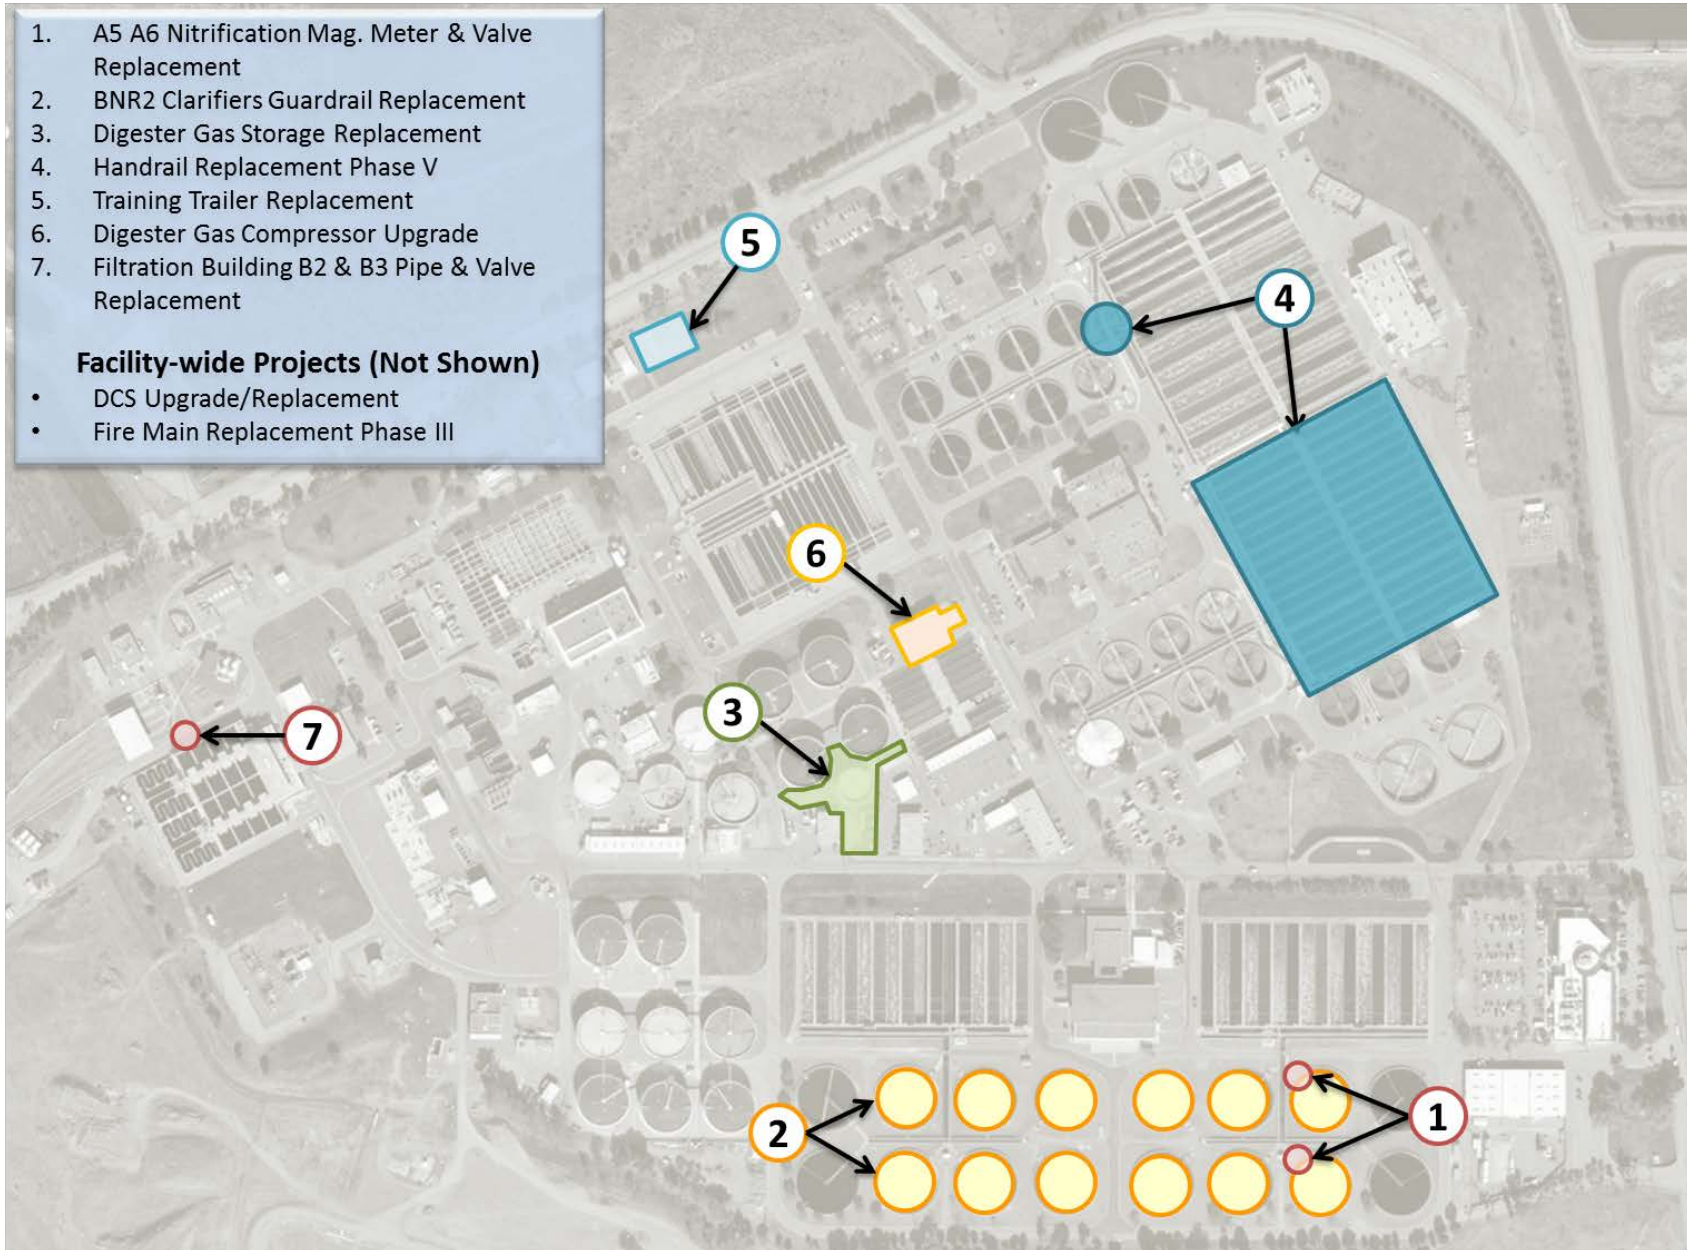 1. A5 A6 Nitrification Mag. Meter & Valve
Replacement
2. BNR2 Clarifiers Guardrail Replacement
3. Digester Gas Storage Replacement
4. Handrail Replacement Phase V
5. Training Trailer Replacement
6. Digester Gas Compressor Upgrade
7. Filtration Building B2 & B3 Pipe & Valve
Replacement
Facility-wide Projects (Not Shown)
• DCS Upgrade/Replacement
• Fire Main Replacement Phase III
5
4
6
3
7
2
1